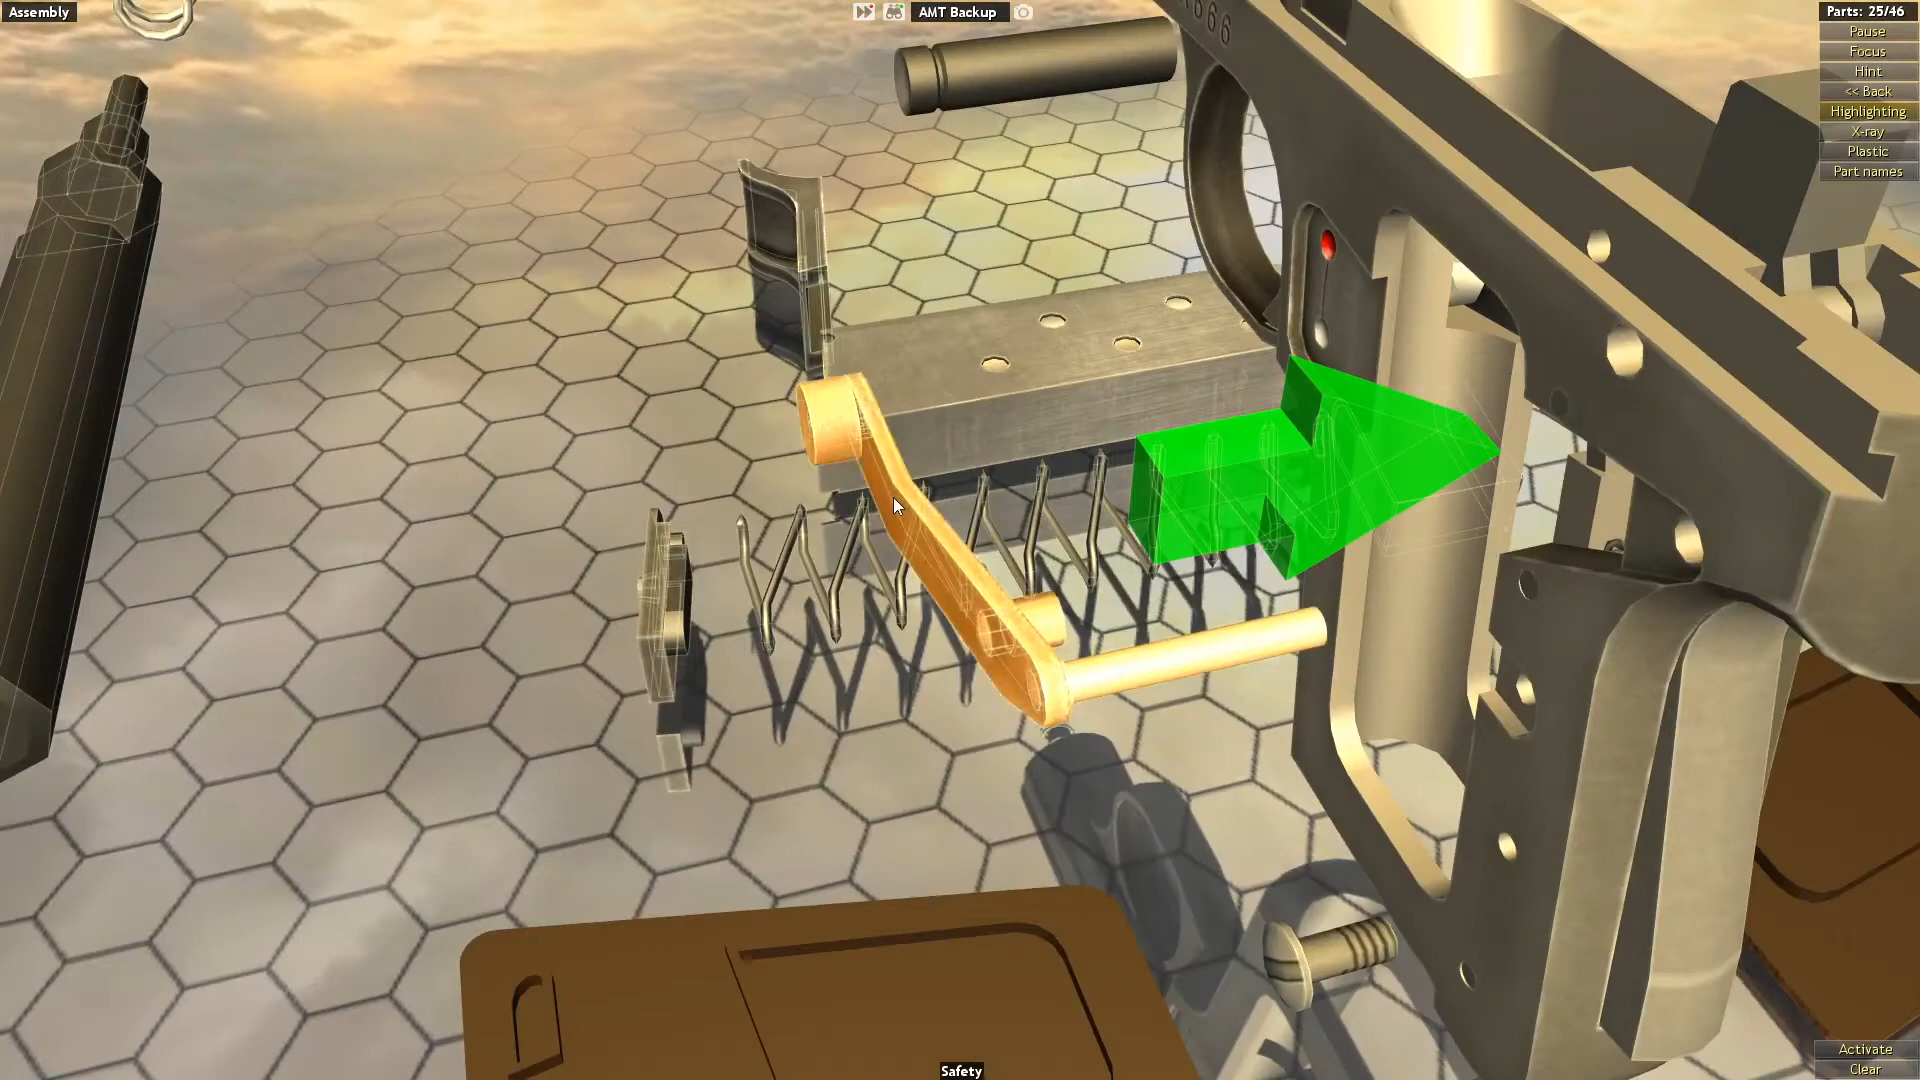 Assembly
AMT Backup
Parts: 25/46
Pause
Focus
Hint
<< Back
Highlighting
X-ray
Plastic
Part names
Safety
Activate
Clear